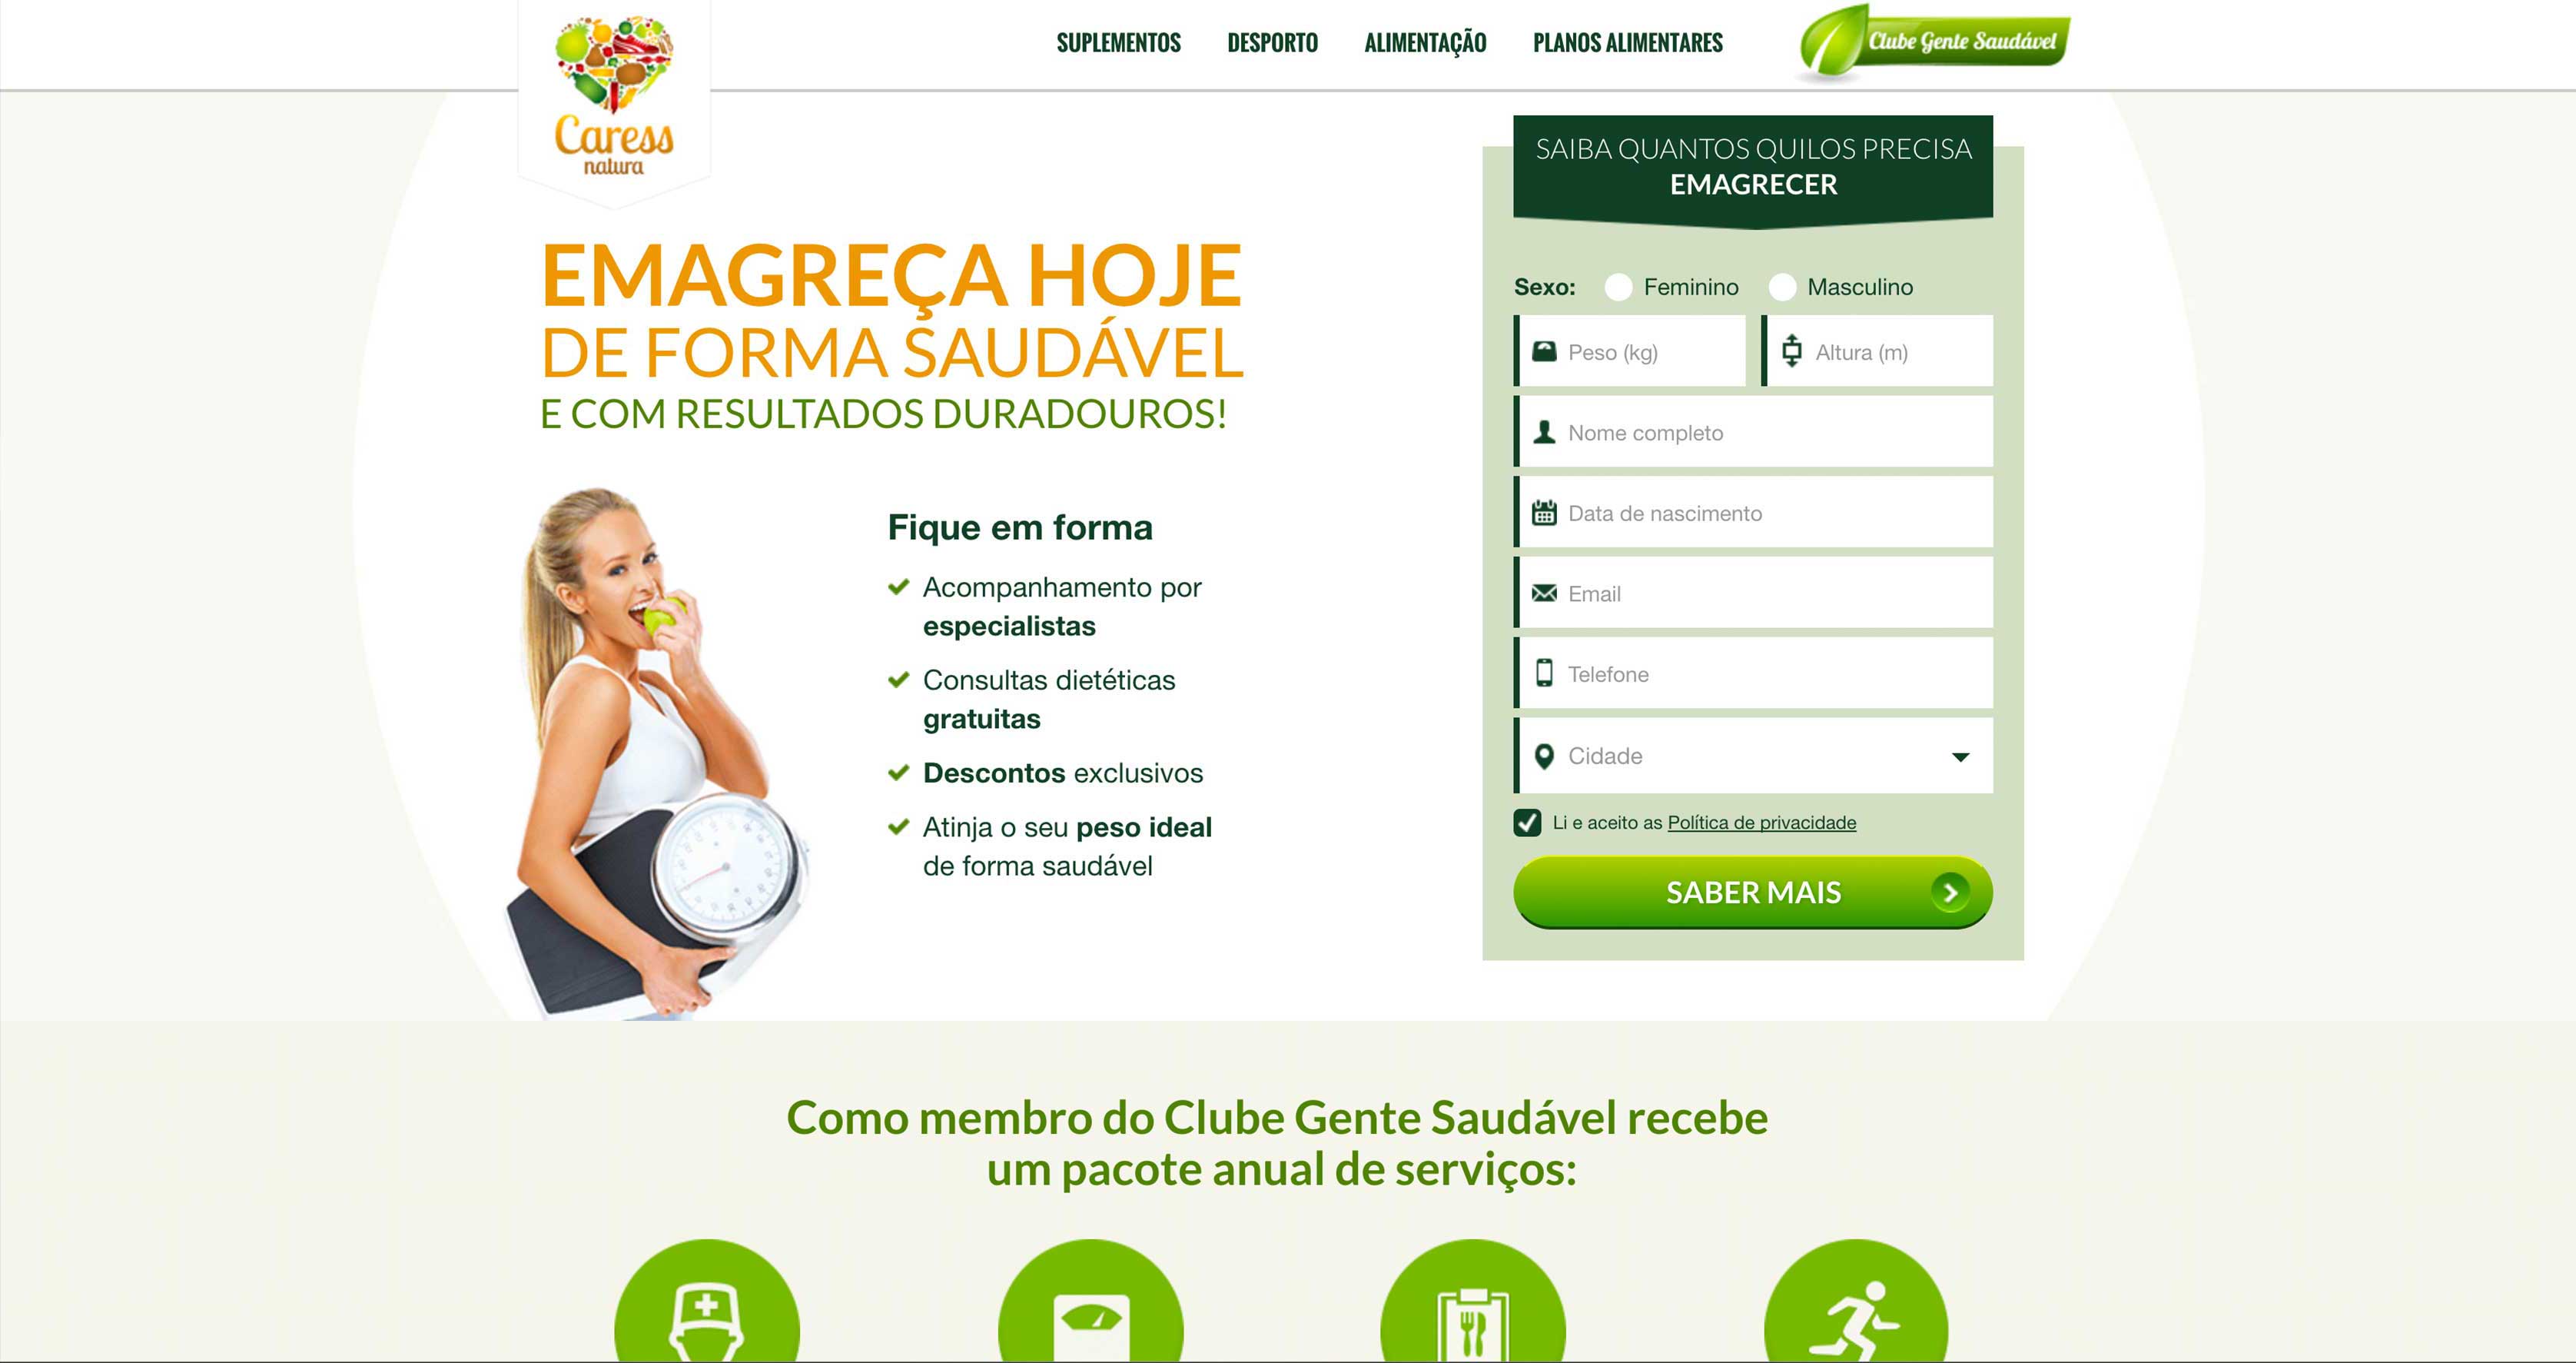 Caress
natura
SUPLEMENTOS
DESPORTO
ALIMENTAÇÃO
PLANOS ALIMENTARES
Clube Gente Saudável
EMAGREÇA HOJE
DE FORMA SAUDÁVEL
E COM RESULTADOS DURADOUROS!
Fique em forma
Acompanhamento por
especialistas
Consultas dietéticas
gratuitas
Descontos exclusivos
Atinja o seu peso ideal
de forma saudável
SAIBA QUANTOS QUILOS PRECISA
EMAGRECER
Sexo: Feminino Masculino
Peso (kg) Altura (m)
Nome completo
Data de nascimento
Email
Telefone
Cidade
Li e aceito as Política de privacidade
SABER MAIS
Como membro do Clube Gente Saudável recebe
um pacote anual de serviços: